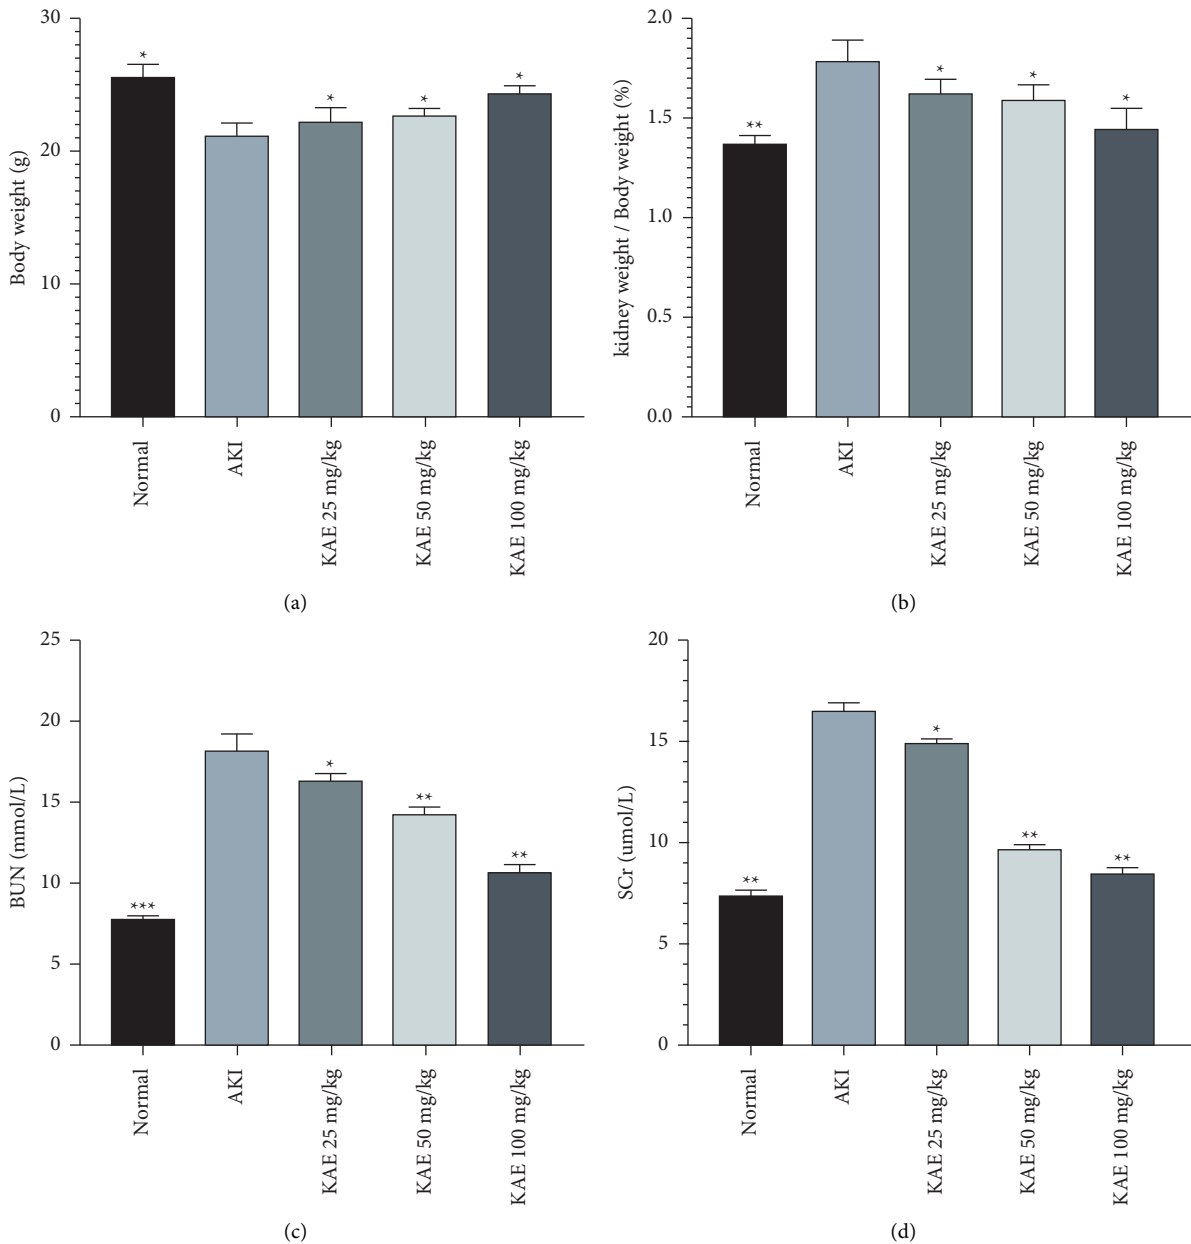 Body weight (g)
30
20
10
0
*
*
*
*
Normal
AKI
KAE 25 mg/kg
KAE 50 mg/kg
KAE 100 mg/kg
(a)
kidney weight / Body weight (%)
2.0
1.5
1.0
0.5
0.0
**
*
*
*
Normal
AKI
KAE 25 mg/kg
KAE 50 mg/kg
KAE 100 mg/kg
(b)
BUN (mmol/L)
25
20
15
10
5
0
***
*
**
**
Normal
AKI
KAE 25 mg/kg
KAE 50 mg/kg
KAE 100 mg/kg
(c)
SCr (umol/L)
20
15
10
5
0
**
*
**
**
Normal
AKI
KAE 25 mg/kg
KAE 50 mg/kg
KAE 100 mg/kg
(d)